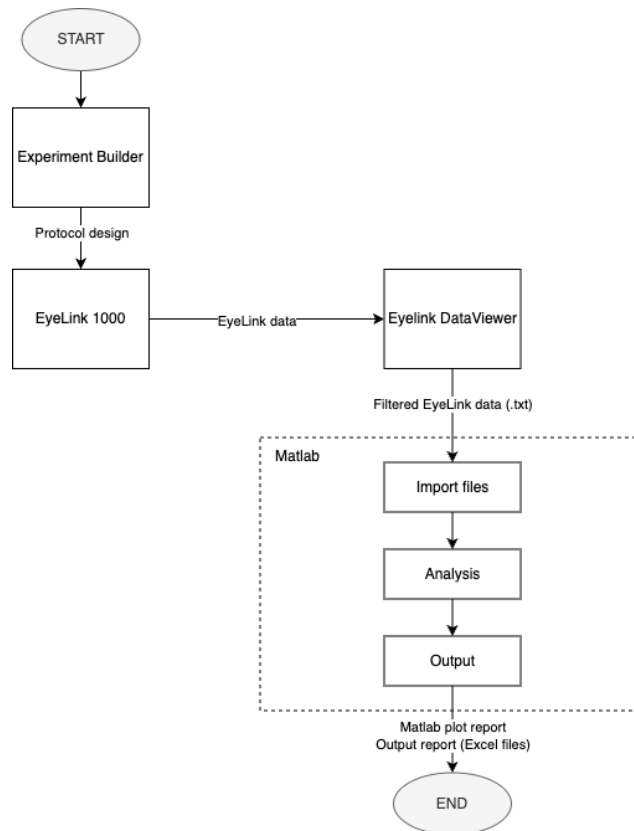 START
Experiment Builder
Protocol design
EyeLink 1000
EyeLink data
Eyelink DataViewer
Filtered EyeLink data (.txt)
Matlab
Import files
Analysis
Output
Matlab plot report
Output report (Excel files)
END